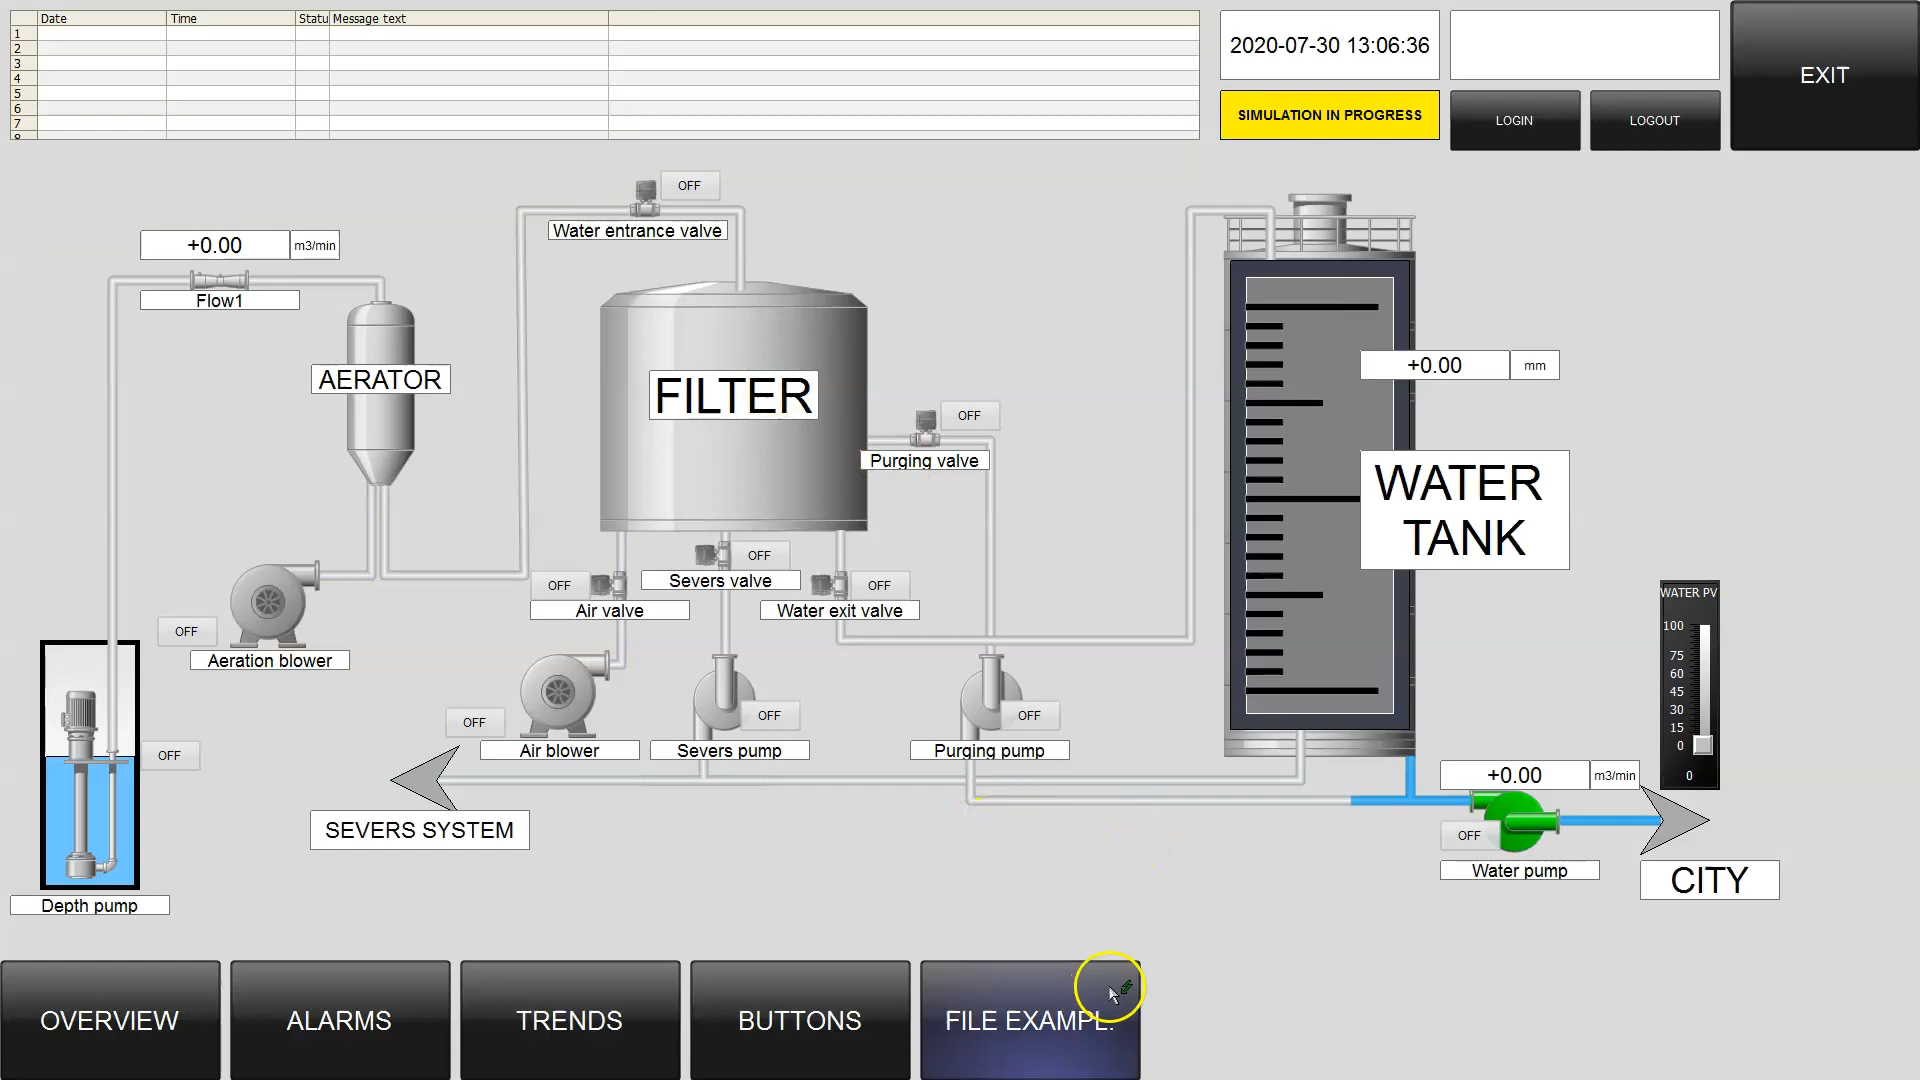 Date Time Statu Message text
1
2
3
4
5
6
7
8
2020-07-30 13:06:36
EXIT
SIMULATION IN PROGRESS
LOGIN
LOGOUT
OFF
Water entrance valve
+0.00 m3/min
Flow1
AERATOR
FILTER
+0.00 mm
OFF
Purging valve
WATER
TANK
OFF
Severs valve
OFF
Air valve
OFF
Water exit valve
WATER PV
100
75
60
45
30
15
0
0
OFF
Aeration blower
OFF
Air blower
OFF
Severs pump
OFF
Purging pump
OFF
Depth pump
SEVERS SYSTEM
+0.00 m3/min
OFF
Water pump
CITY
OVERVIEW
ALARMS
TRENDS
BUTTONS
FILE EXAMPL.